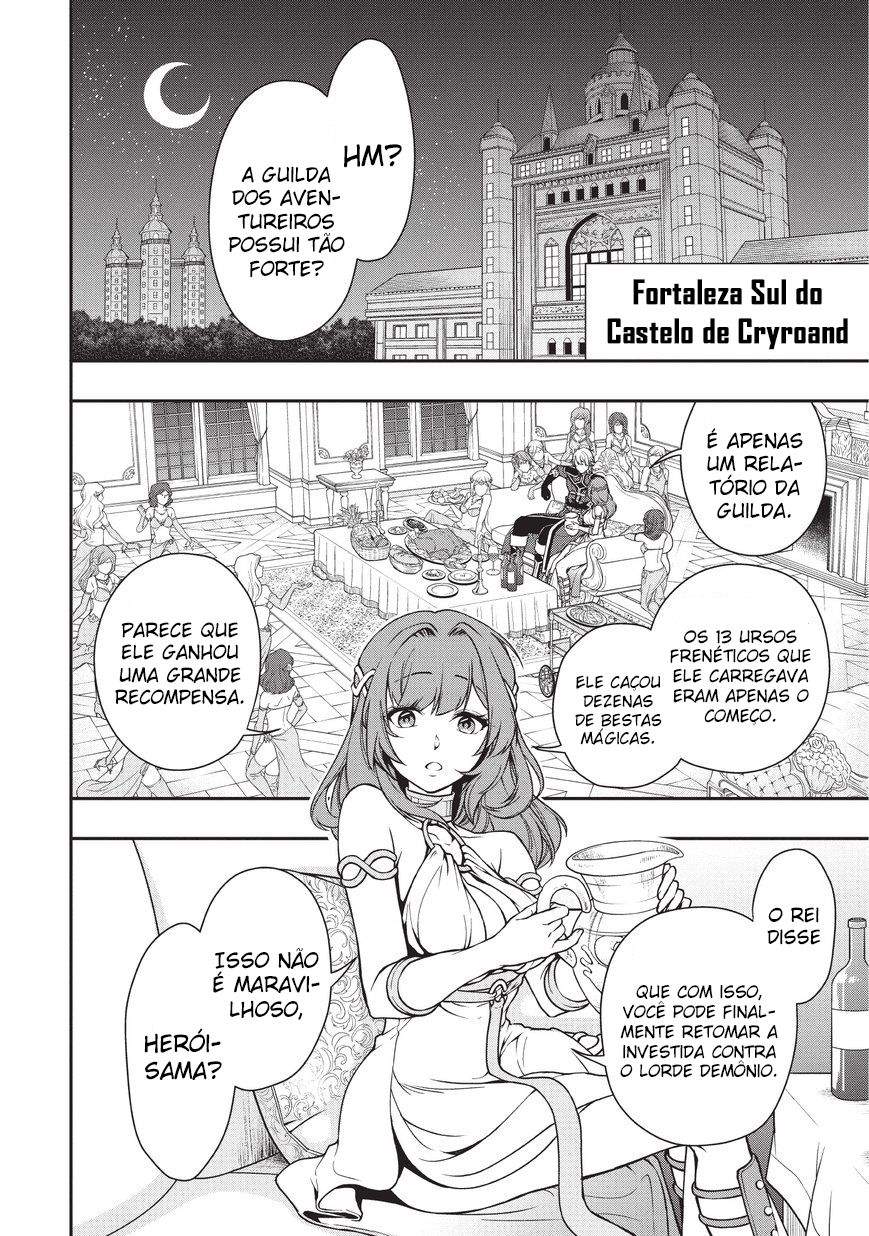 HM?
A GUILDA
DOS AVEN-
TUREIROS
POSSUI TÃO
FORTE?
Fortaleza Sul do
Castelo de Cryroand
É APENAS
UM RELA-
TÓRIO DA
GUILDA.
OS 13 URSOS
FRENÉTICOS QUE
ELE CARREGAVA
ERAM APENAS O
COMEÇO.
ELE CAÇOU
DEZENAS
DE BESTAS
MÁGICAS.
PARECE QUE
ELE GANHOU
UMA GRANDE
RECOMPENSA.
O REI
DISSE
QUE COM ISSO,
VOCÊ PODE FINAL-
MENTE RETOMAR A
INVESTIDA CONTRA
O LORDE DEMÔNIO.
ISSO NÃO
É MARAVI-
LHOSO,
HERÓI-
SAMA?